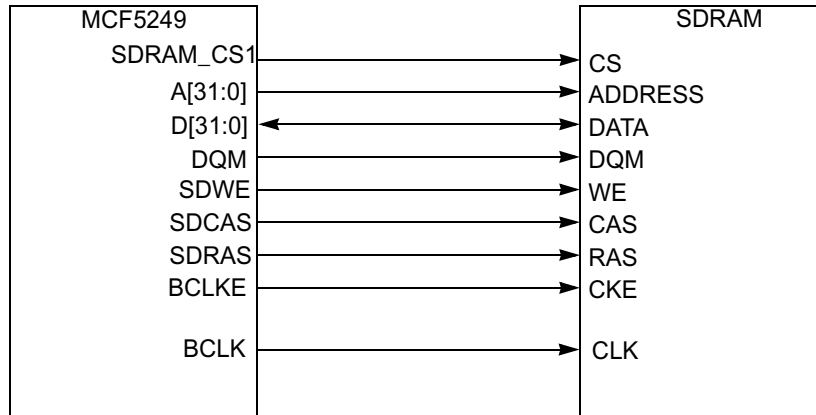 MCF5249
SDRAM
SDRAM_CS1
CS
A[31:0]
ADDRESS
D[31:0]
DATA
DQM
DQM
SDWE
WE
SDCAS
CAS
SDRAS
RAS
BCLKE
CKE
BCLK
CLK